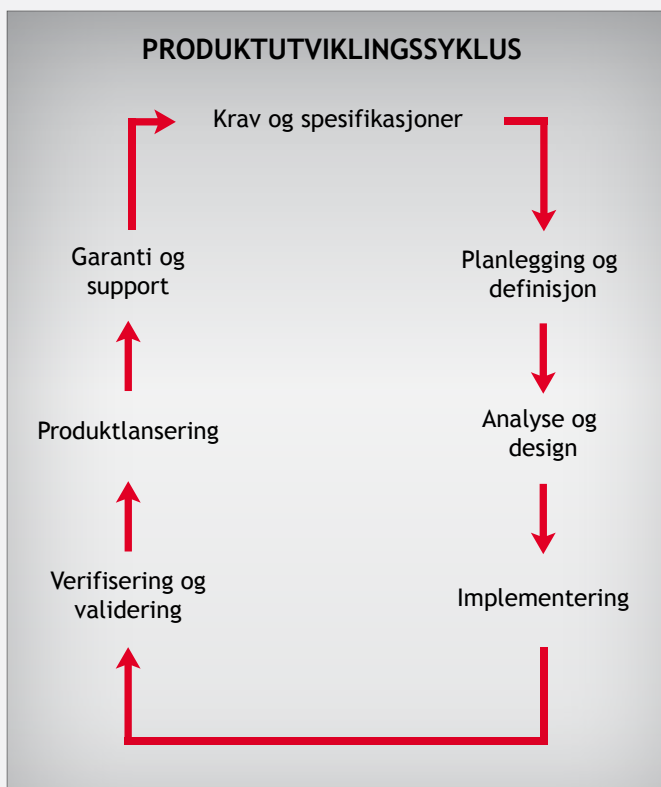 PRODUKTUTVIKLINGSSYKLUS
Krav og spesifikasjoner
Planlegging og
definisjon
Analyse og
design
Implementering
Verifisering og
validering
Produktlansering
Garanti og
support